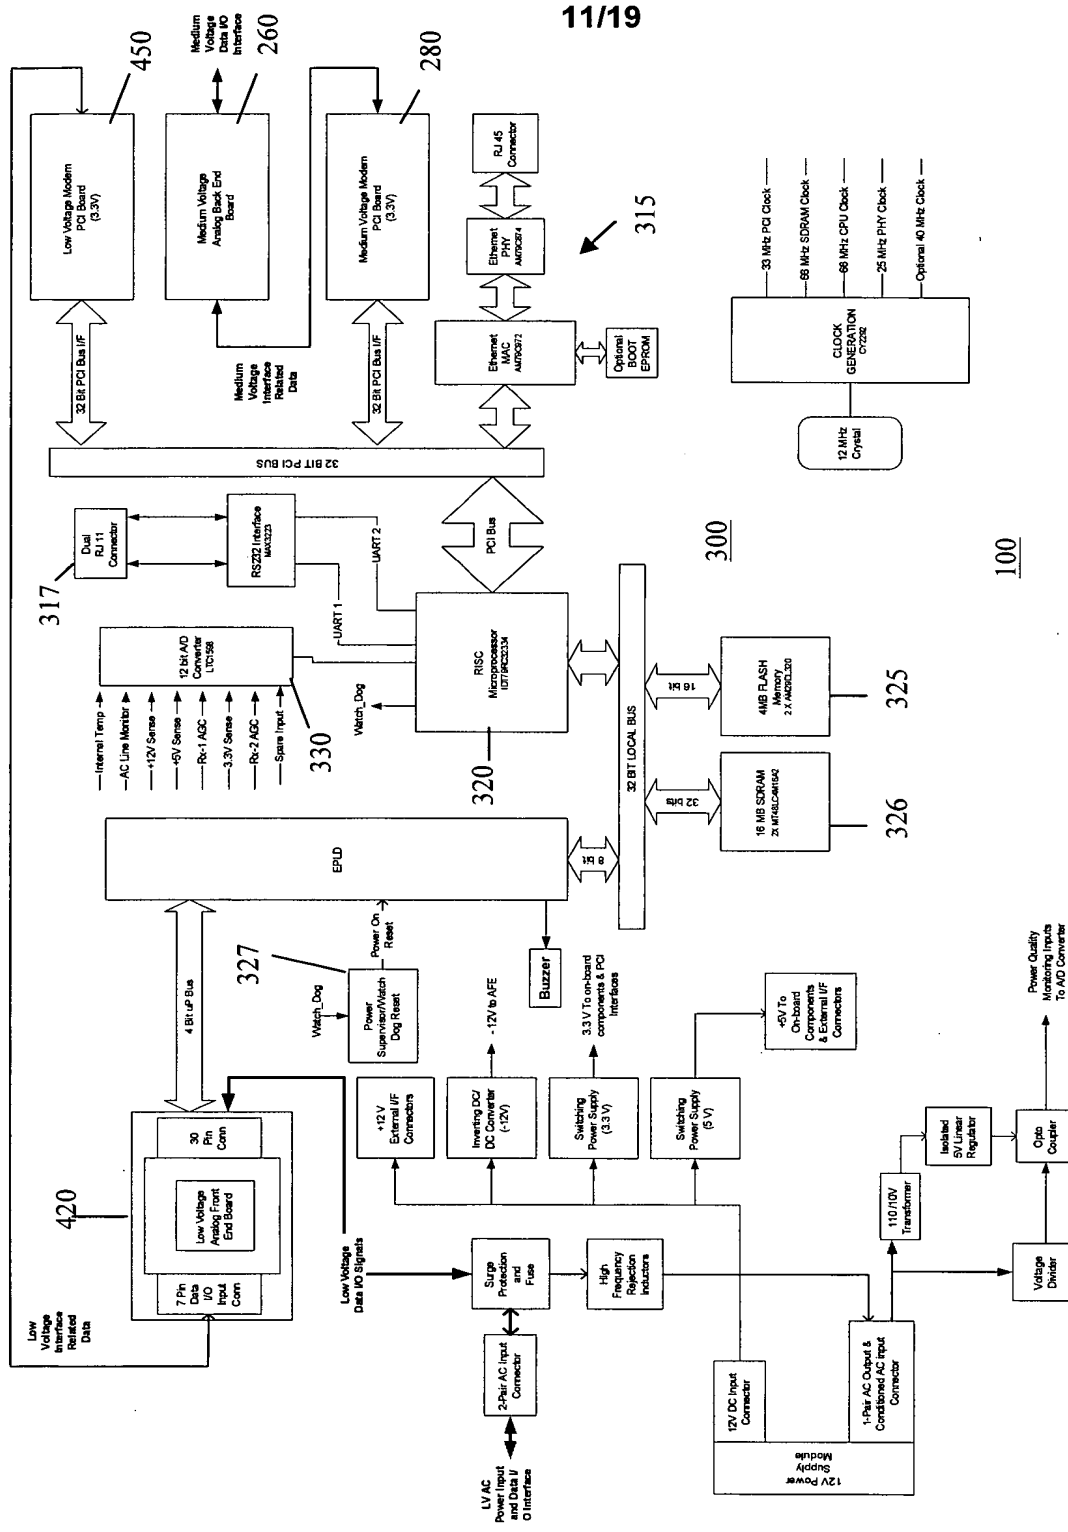 11/19
Low
Voltage
Interface
Related
Data
420
7 Pin
Data
I/O
Input
Conn
Low Voltage
Analog Front
End Board
30
Pin
Conn
4 Bit uP Bus
EPLD
Internal Temp
AC Line Monitor
+12V Sense
+5V Sense
Rx-1 AGC
3.3V Sense
Rx-2 AGC
Spare Input
12 bit A/D
Converter
LTC1598
330
317
Dual
RJ 11
Connector
RS232 Interface
MAX3223
UART 1
UART 2
32 BIT PCI BUS
32 Bit PCI Bus I/F
Low Voltage Modem
PCI Board
(3.3V)
450
Medium Voltage
Analog Back End
Board
260
Medium
Voltage
Data I/O
Interface
Medium
Voltage
Interface
Related
Data
32 Bit PCI Bus I/F
Medium Voltage Modem
PCI Board
(3.3V)
280
Low Voltage
Data I/O Signals
Watch_Dog
Power
Supervisor/Watch
Dog Reset
327
Power On
Reset
Buzzer
8 bit
Watch_Dog
RISC
Microprocessor
IDT79RC32334
320
PCI Bus
Ethernet
MAC
AM79C972
Ethernet
PHY
AM79C874
RJ 45
Connector
315
Optional
BOOT
EPROM
LV AC
Power Input
and Data I/
O Interface
2-Pair AC Input
Connector
Surge
Protection
and
Fuse
High
Frequency
Rejection
Inductors
+12 V
External I/F
Connectors
Inverting DC/
DC Converter
(-12V)
- 12V to AFE
Switching
Power Supply
(3.3 V)
3.3 V To on-board
components & PCI
Interfaces
Switching
Power Supply
(5 V)
+5V To
On-board
Components
& External I/F
Connectors
32 BIT LOCAL BUS
32 bits
16 bit
16 MB SDRAM
2X MT48LC4M16A2
326
4MB FLASH
Memory
2 X AM29DL320
325
300
12 MHz
Crystal
CLOCK
GENERATION
CY2292
33 MHz PCI Clock
66 MHz SDRAM Clock
66 MHz CPU Clock
25 MHz PHY Clock
Optional 40 MHz Clock
12V Power
Supply
Module
12V DC Input
Connector
1-Pair AC Output &
Conditioned AC input
Connector
110 /10V
Transformer
Isolated
5V Linear
Regulator
Voltage
Divider
Opto
Coupler
Power Quality
Monitoring Inputs
To A/D Converter
100